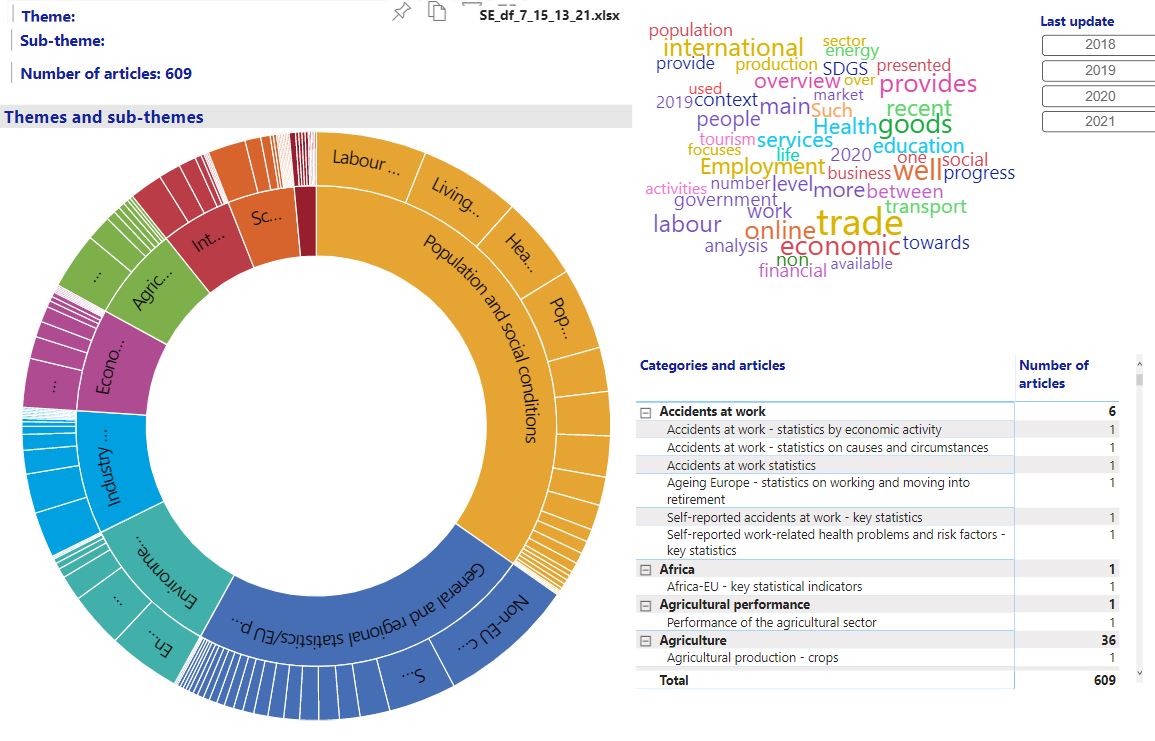 Theme:
SE_df_7_15_13_21.xlsx
Sub-theme:
Number of articles: 609
Themes and sub-themes
Labour ...
Living...
Hea...
Pop...
Population and social conditions
Non-EU c...
S...
General and regional statistics/EU p...
En...
...
Environme...
Industry ...
...
Econo...
...
Agric...
Int...
Sc...
population
international
sector
energy
provide
production
SDGS
presented
overview
over
provides
used
market
2019
context
main
Such
recent
people
Health
goods
tourism
services
education
focuses
life
2020
one
social
Employment
business
well
progress
activities
number
level
more
between
government
work
transport
labour
online
trade
analysis
economic
towards
non
financial
available
Last update
2018
2019
2020
2021
Categories and articles
Number of
articles
Accidents at work 6
Accidents at work - statistics by economic activity 1
Accidents at work - statistics on causes and circumstances 1
Accidents at work statistics 1
Ageing Europe - statistics on working and moving into 1
retirement
Self-reported accidents at work - key statistics 1
Self-reported work-related health problems and risk factors - 1
key statistics
Africa 1
Africa-EU - key statistical indicators 1
Agricultural performance 1
Performance of the agricultural sector 1
Agriculture 36
Agricultural production - crops 1
Total 609